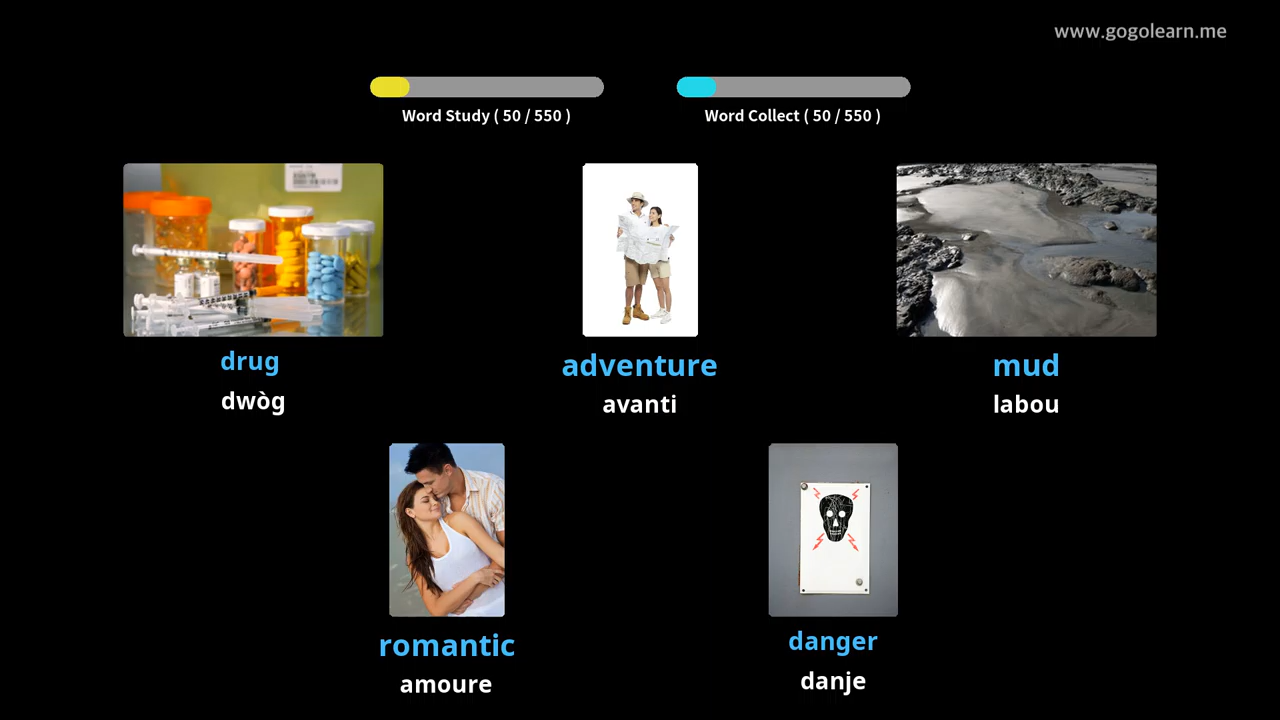 www.gogolearn.me
Word Study ( 50 / 550 )
Word Collect ( 50 / 550 )
drug
dwòg
adventure
avanti
mud
labou
romantic
amoure
danger
danje